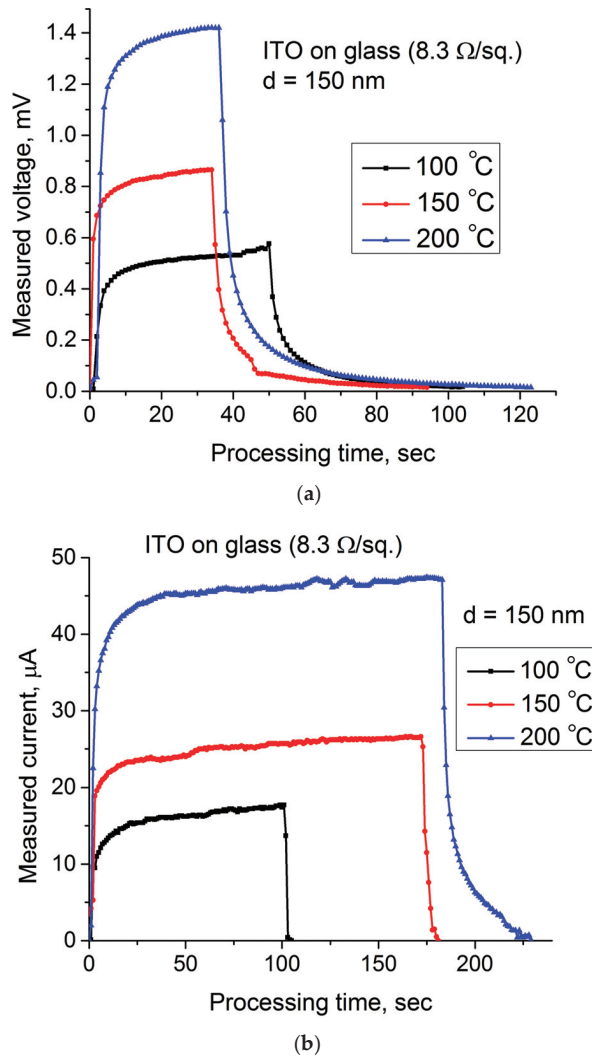 ITO on glass (8.3 Ω/sq.)
d = 150 nm
100 °C
150 °C
200 °C
Measured voltage, mV
1.4
1.2
1.0
0.8
0.6
0.4
0.2
0.0
0 20 40 60 80 100 120
Processing time, sec
(a)
ITO on glass (8.3 Ω/sq.)
d = 150 nm
100 °C
150 °C
200 °C
Measured current, μA
50
40
30
20
10
0
0 50 100 150 200
Processing time, sec
(b)